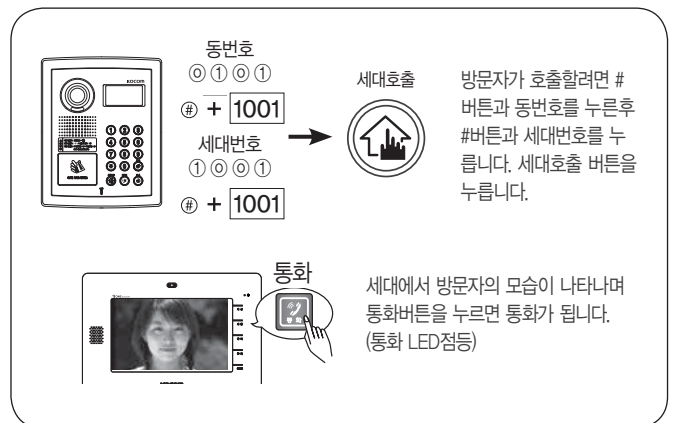 동번호
⓪①⓪①
KOCOM
# + 1001
세대번호
①⓪⓪①
# + 1001
세대호출
방문자가 호출할려면 #
버튼과 동번호를 누른후
#버튼과 세대번호를 누
릅니다. 세대호출 버튼을
누릅니다.
통화
세대에서 방문자의 모습이 나타나며
통화버튼을 누르면 통화가 됩니다.
(통화 LED점등)